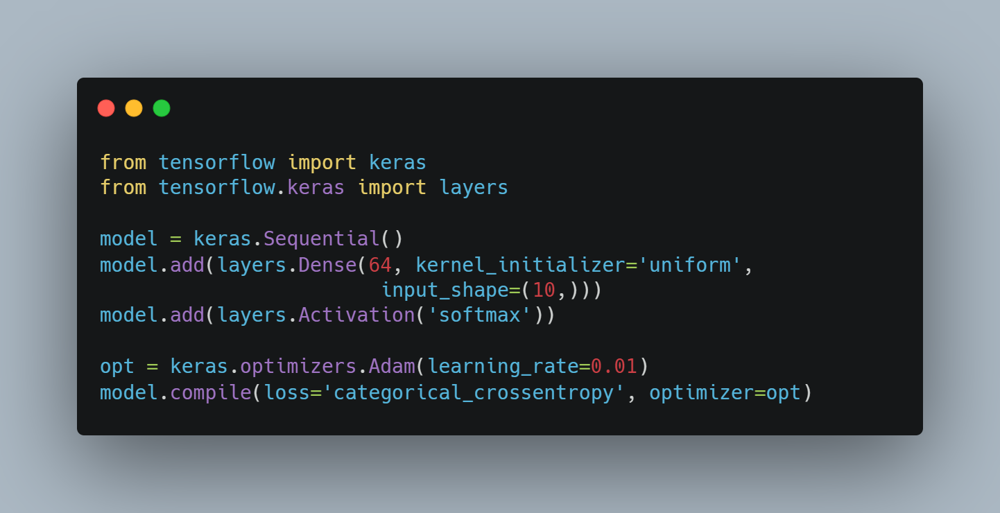 from tensorflow import keras
from tensorflow.keras import layers

model = keras.Sequential()
model.add(layers.Dense(64, kernel_initializer='uniform',
                        input_shape=(10,)))
model.add(layers.Activation('softmax'))

opt = keras.optimizers.Adam(learning_rate=0.01)
model.compile(loss='categorical_crossentropy', optimizer=opt)